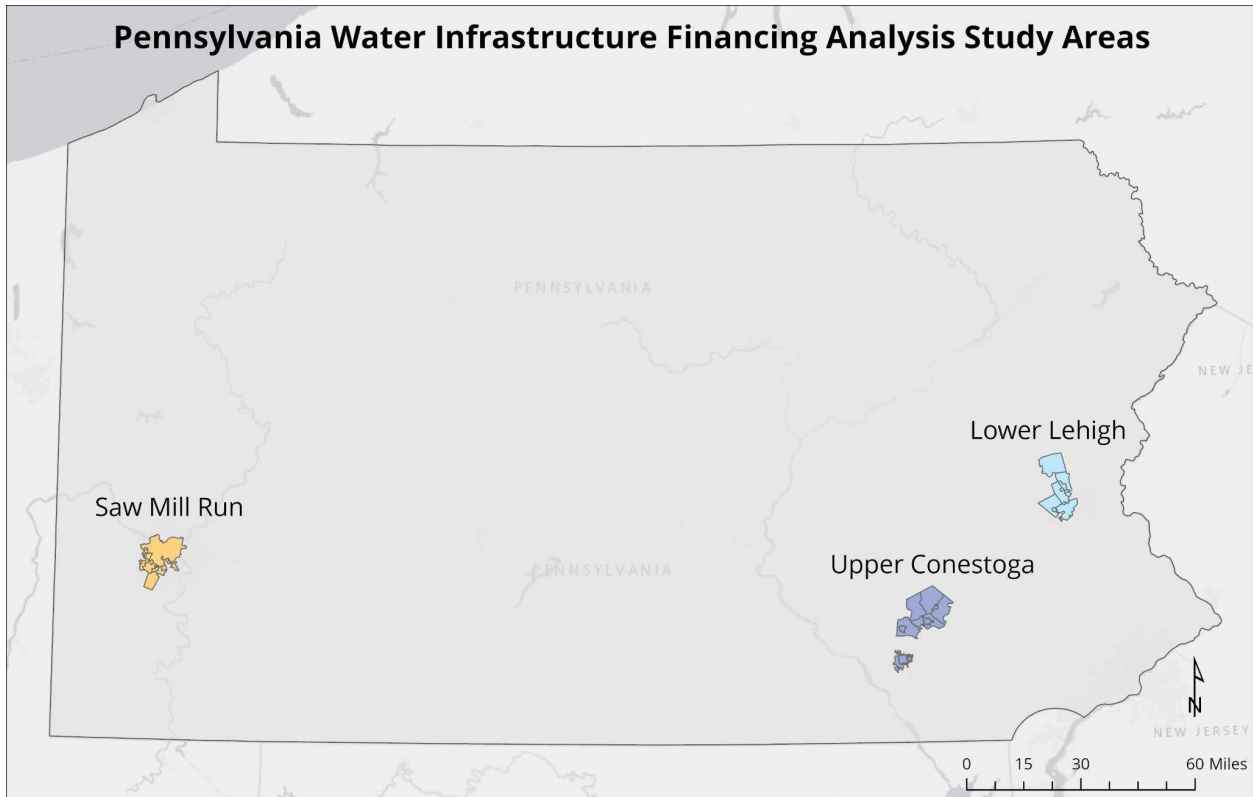 Pennsylvania Water Infrastructure Financing Analysis Study Areas
PENNSYLVANIA
NEW JE
Lower Lehigh
Saw Mill Run
Upper Conestoga
PENNSYLVANIA
N
NEW JERSEY
0 15 30 60 Miles